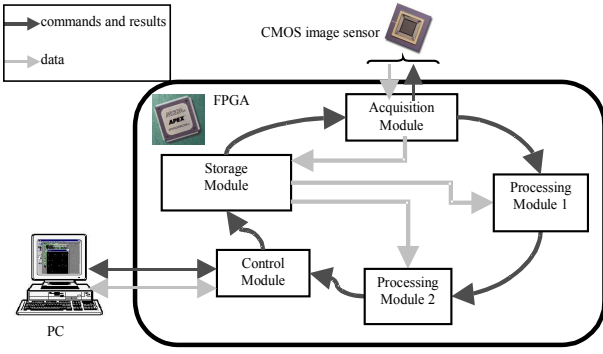 commands and results
CMOS image sensor
data
FPGA
APEX
Acquisition
Module
Storage
Module
Processing
Module 1
Control
Module
Processing
Module 2
PC